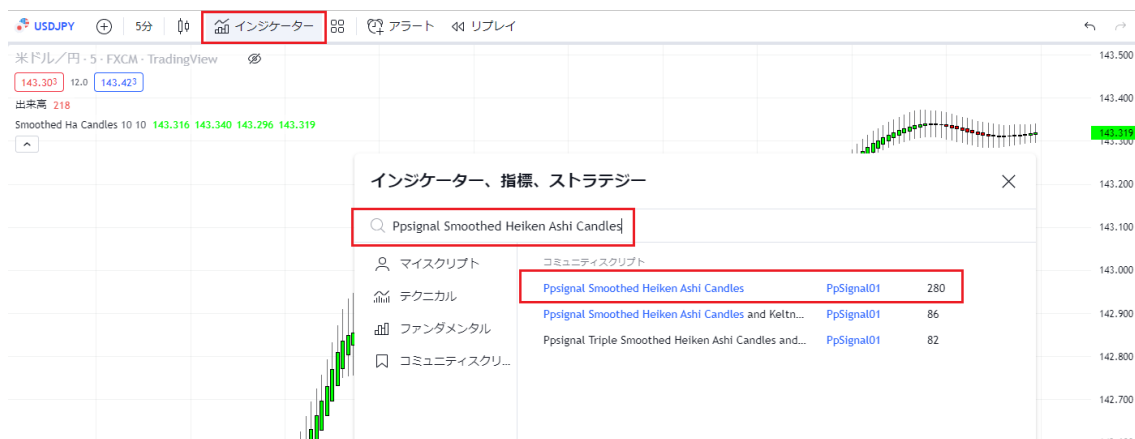 USDJPY 5分 インジケーター アラート リプレイ
米ドル／円・5・FXCM・TradingView
143.303 12.0 143.423
出来高 218
Smoothed Ha Candles 10 10 143.316 143.340 143.296 143.319
143.500
143.400
143.319
143.300
143.200
143.100
143.000
142.900
142.800
142.700
インジケーター、指標、ストラテジー
Ppsignal Smoothed Heiken Ashi Candles
マイスクリプト
テクニカル
ファンダメンタル
コミュニティスクリ...
コミュニティスクリプト
Ppsignal Smoothed Heiken Ashi Candles PpSignal01 280
Ppsignal Smoothed Heiken Ashi Candles and Keltn... PpSignal01 86
Ppsignal Triple Smoothed Heiken Ashi Candles and... PpSignal01 82